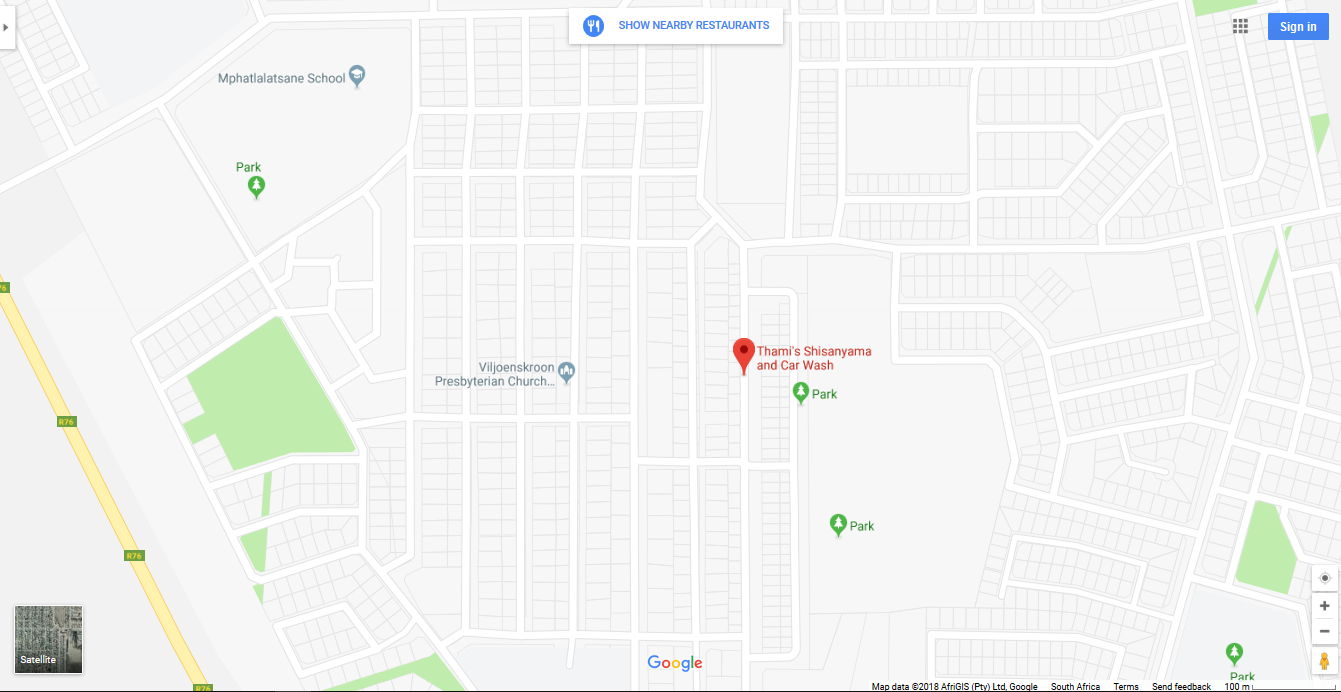 SHOW NEARBY RESTAURANTS
Sign in
Mphatlalatsane School
Park
Viljoenskroon
Presbyterian Church...
Thami's Shisanyama
and Car Wash
Park
R76
Park
R76
Satellite
Google
Park
R76
Map data ©2018 AfriGIS (Pty) Ltd, Google South Africa Terms Send feedback 100 m